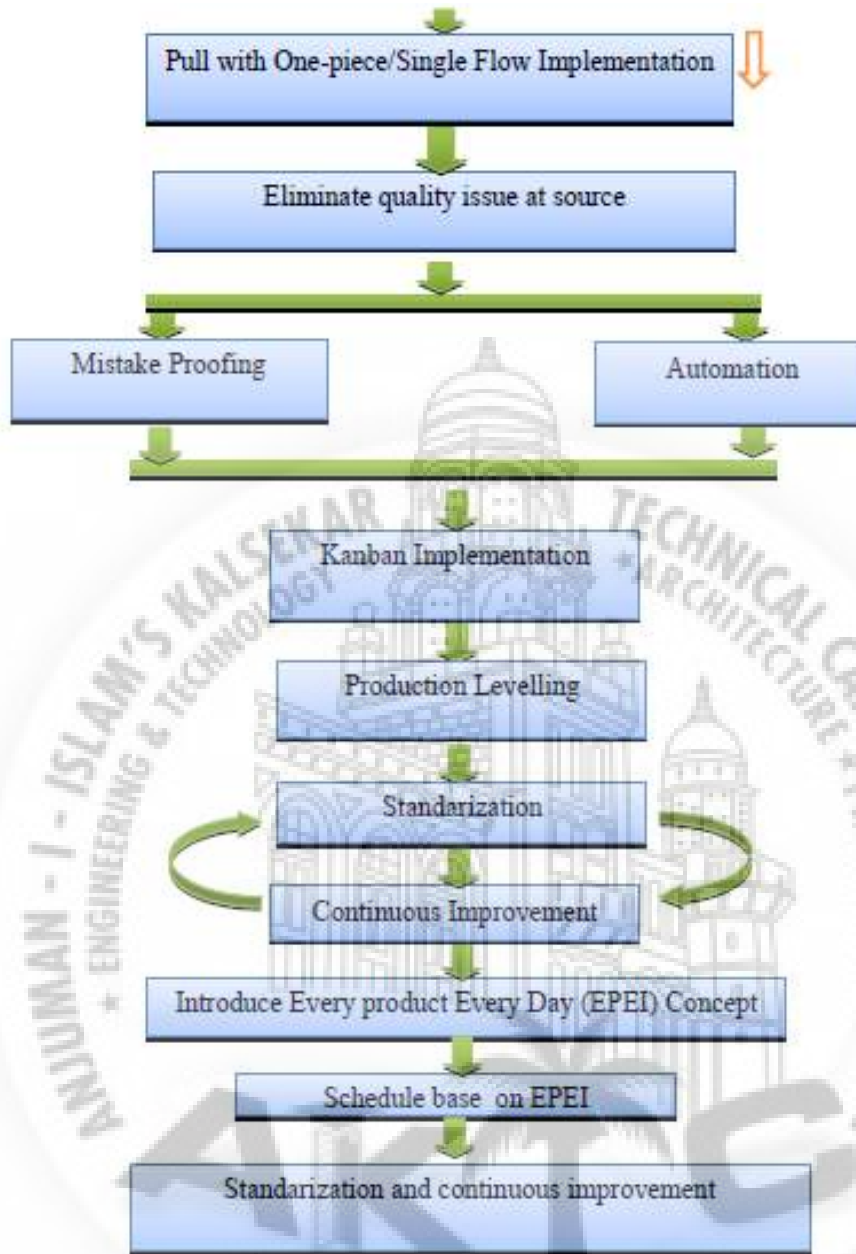 Pull with One-piece/Single Flow Implementation
Eliminate quality issue at source
Mistake Proofing
Automation
Kanban Implementation
Production Levelling
Standarization
Continuous Improvement
Introduce Every product Every Day (EPEI) Concept
Schedule base on EPEI
Standarization and continuous improvement
ANJUMAN - I - ISLAM'S KALSEKAR TECHNICAL
ENGINEERING & TECHNOLOGY
ARCHITECTURE
AKTC